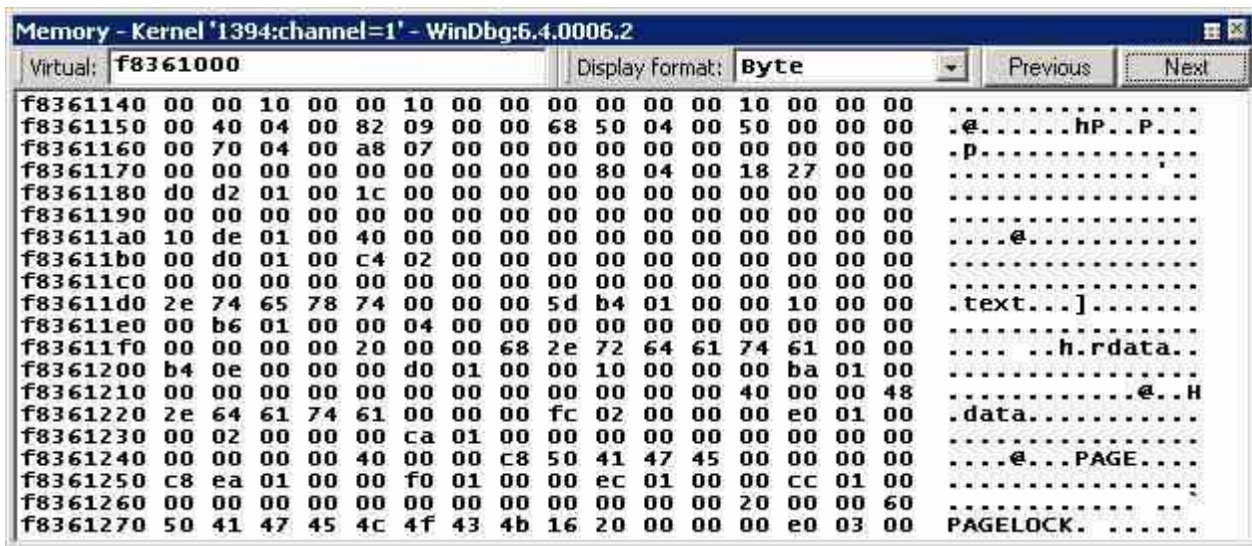 Memory - Kernel '1394:channel=1' - WinDbg:6.4.0006.2
Virtual: f8361000 Display format: Byte Previous Next
f8361140 00 00 10 00 00 10 00 00 00 00 00 00 10 00 00 00 ................
f8361150 00 40 04 00 82 09 00 00 68 50 04 00 50 00 00 00 .@......hP..P...
f8361160 00 70 04 00 a8 07 00 00 00 00 00 00 00 00 00 00 .p..............
f8361170 00 00 00 00 00 00 00 00 00 80 04 00 18 27 00 00 .............'..
f8361180 d0 d2 01 00 1c 00 00 00 00 00 00 00 00 00 00 00 ................
f8361190 00 00 00 00 00 00 00 00 00 00 00 00 00 00 00 00 ................
f83611a0 10 de 01 00 40 00 00 00 00 00 00 00 00 00 00 00 ....@...........
f83611b0 00 d0 01 00 c4 02 00 00 00 00 00 00 00 00 00 00 ................
f83611c0 00 00 00 00 00 00 00 00 00 00 00 00 00 00 00 00 ................
f83611d0 2e 74 65 78 74 00 00 00 5d b4 01 00 00 10 00 00 .text...].......
f83611e0 00 b6 01 00 00 04 00 00 00 00 00 00 00 00 00 00 ................
f83611f0 00 00 00 00 20 00 00 68 2e 72 64 61 74 61 00 00 .... ..h.rdata..
f8361200 b4 0e 00 00 00 d0 01 00 00 10 00 00 00 ba 01 00 ................
f8361210 00 00 00 00 00 00 00 00 00 00 00 00 40 00 00 48 ............@..H
f8361220 2e 64 61 74 61 00 00 00 fc 02 00 00 00 e0 01 00 .data...........
f8361230 00 02 00 00 00 ca 01 00 00 00 00 00 00 00 00 00 ................
f8361240 00 00 00 00 40 00 00 c8 50 41 47 45 00 00 00 00 ....@...PAGE....
f8361250 c8 ea 01 00 00 f0 01 00 00 ec 01 00 00 cc 01 00 ................
f8361260 00 00 00 00 00 00 00 00 00 00 00 00 20 00 00 60 ............ ..`
f8361270 50 41 47 45 4c 4f 43 4b 16 20 00 00 00 e0 03 00 PAGELOCK. ......